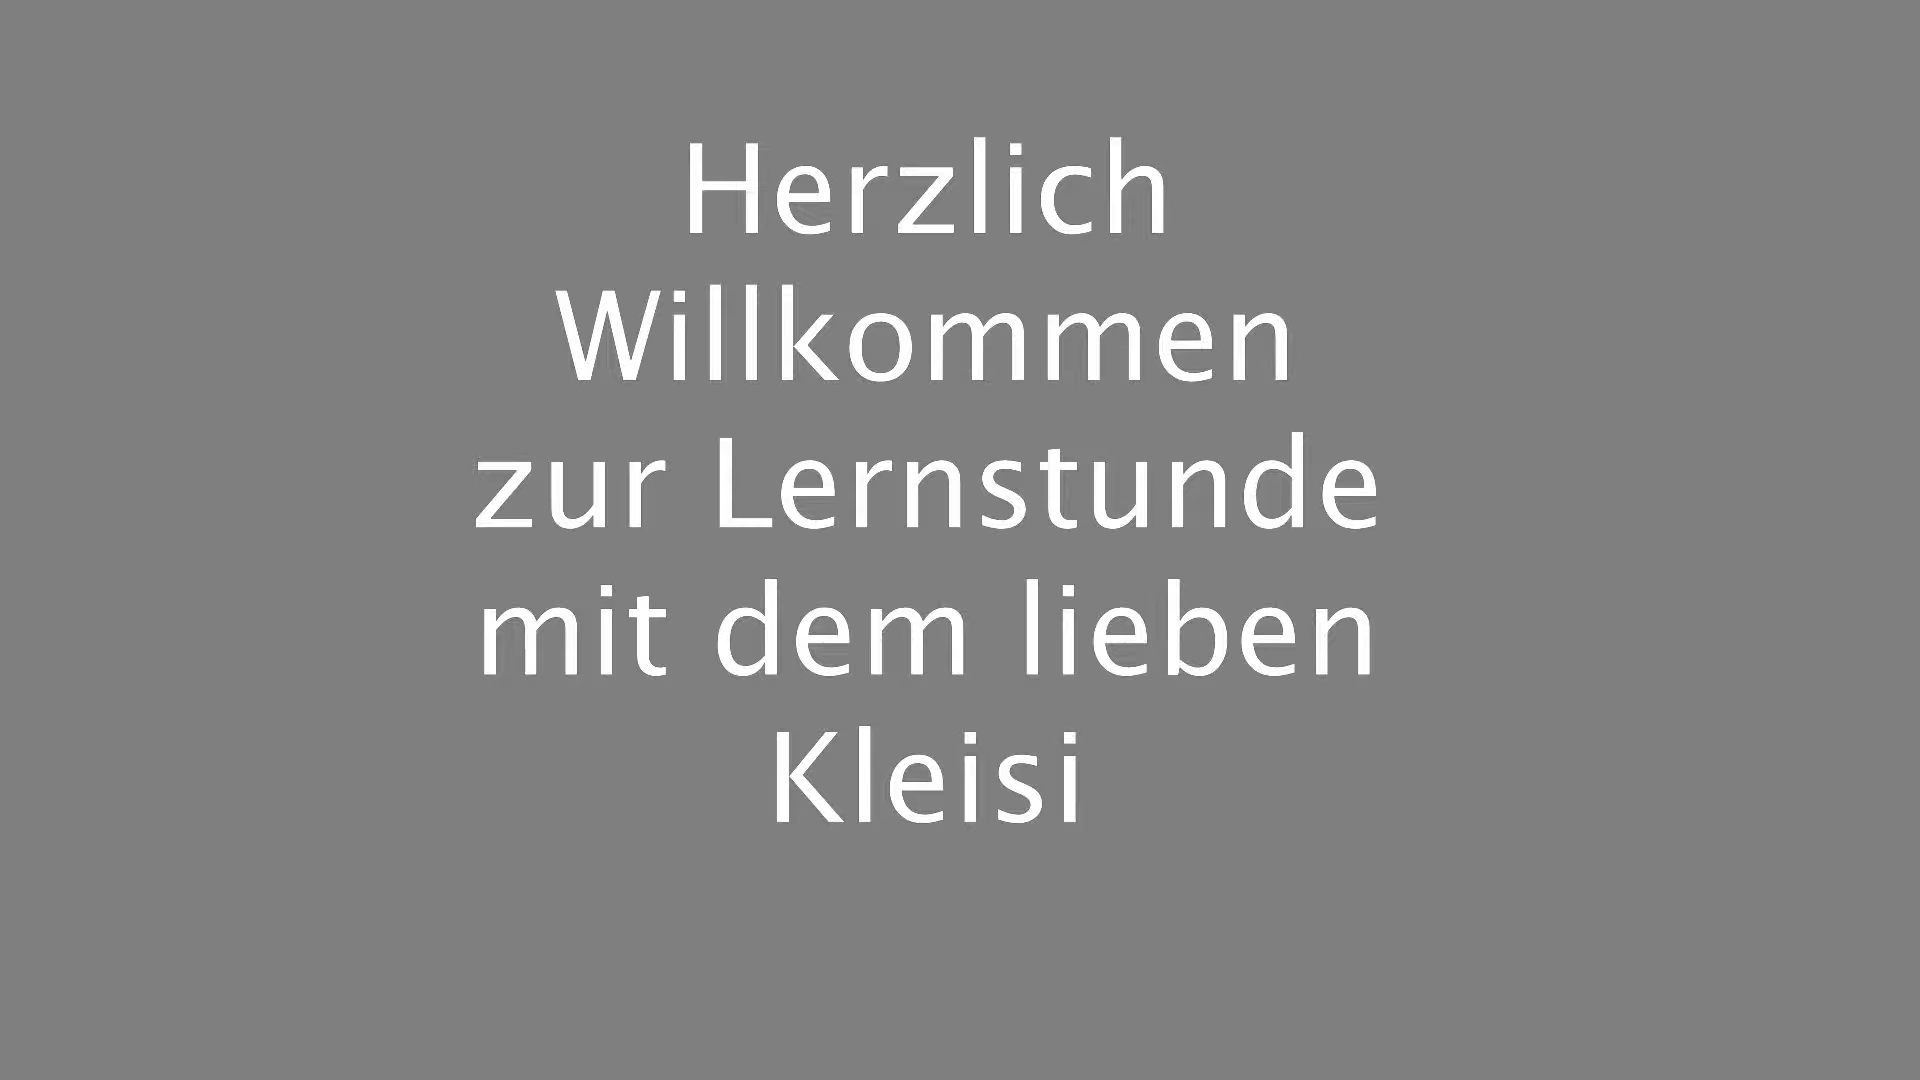 Herzlich
Willkommen
zur Lernstunde
mit dem lieben
Kleisi